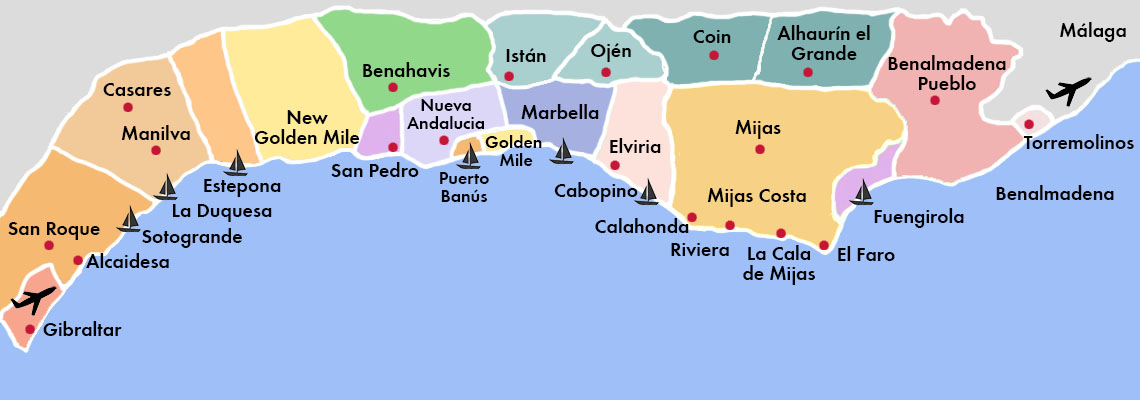 Málaga
Coin
Alhaurín el
Grande
Istán
Ojén
Benalmadena
Pueblo
Benahavis
Casares
Nueva
Andalucia
Marbella
New
Golden Mile
Manilva
Golden
Mile
Mijas
Elviria
Torremolinos
San Pedro
Puerto
Banús
Estepona
Cabopino
Mijas Costa
Benalmadena
La Duquesa
Fuengirola
San Roque
Sotogrande
Calahonda
Riviera
La Cala
de Mijas
El Faro
Alcaidesa
Gibraltar